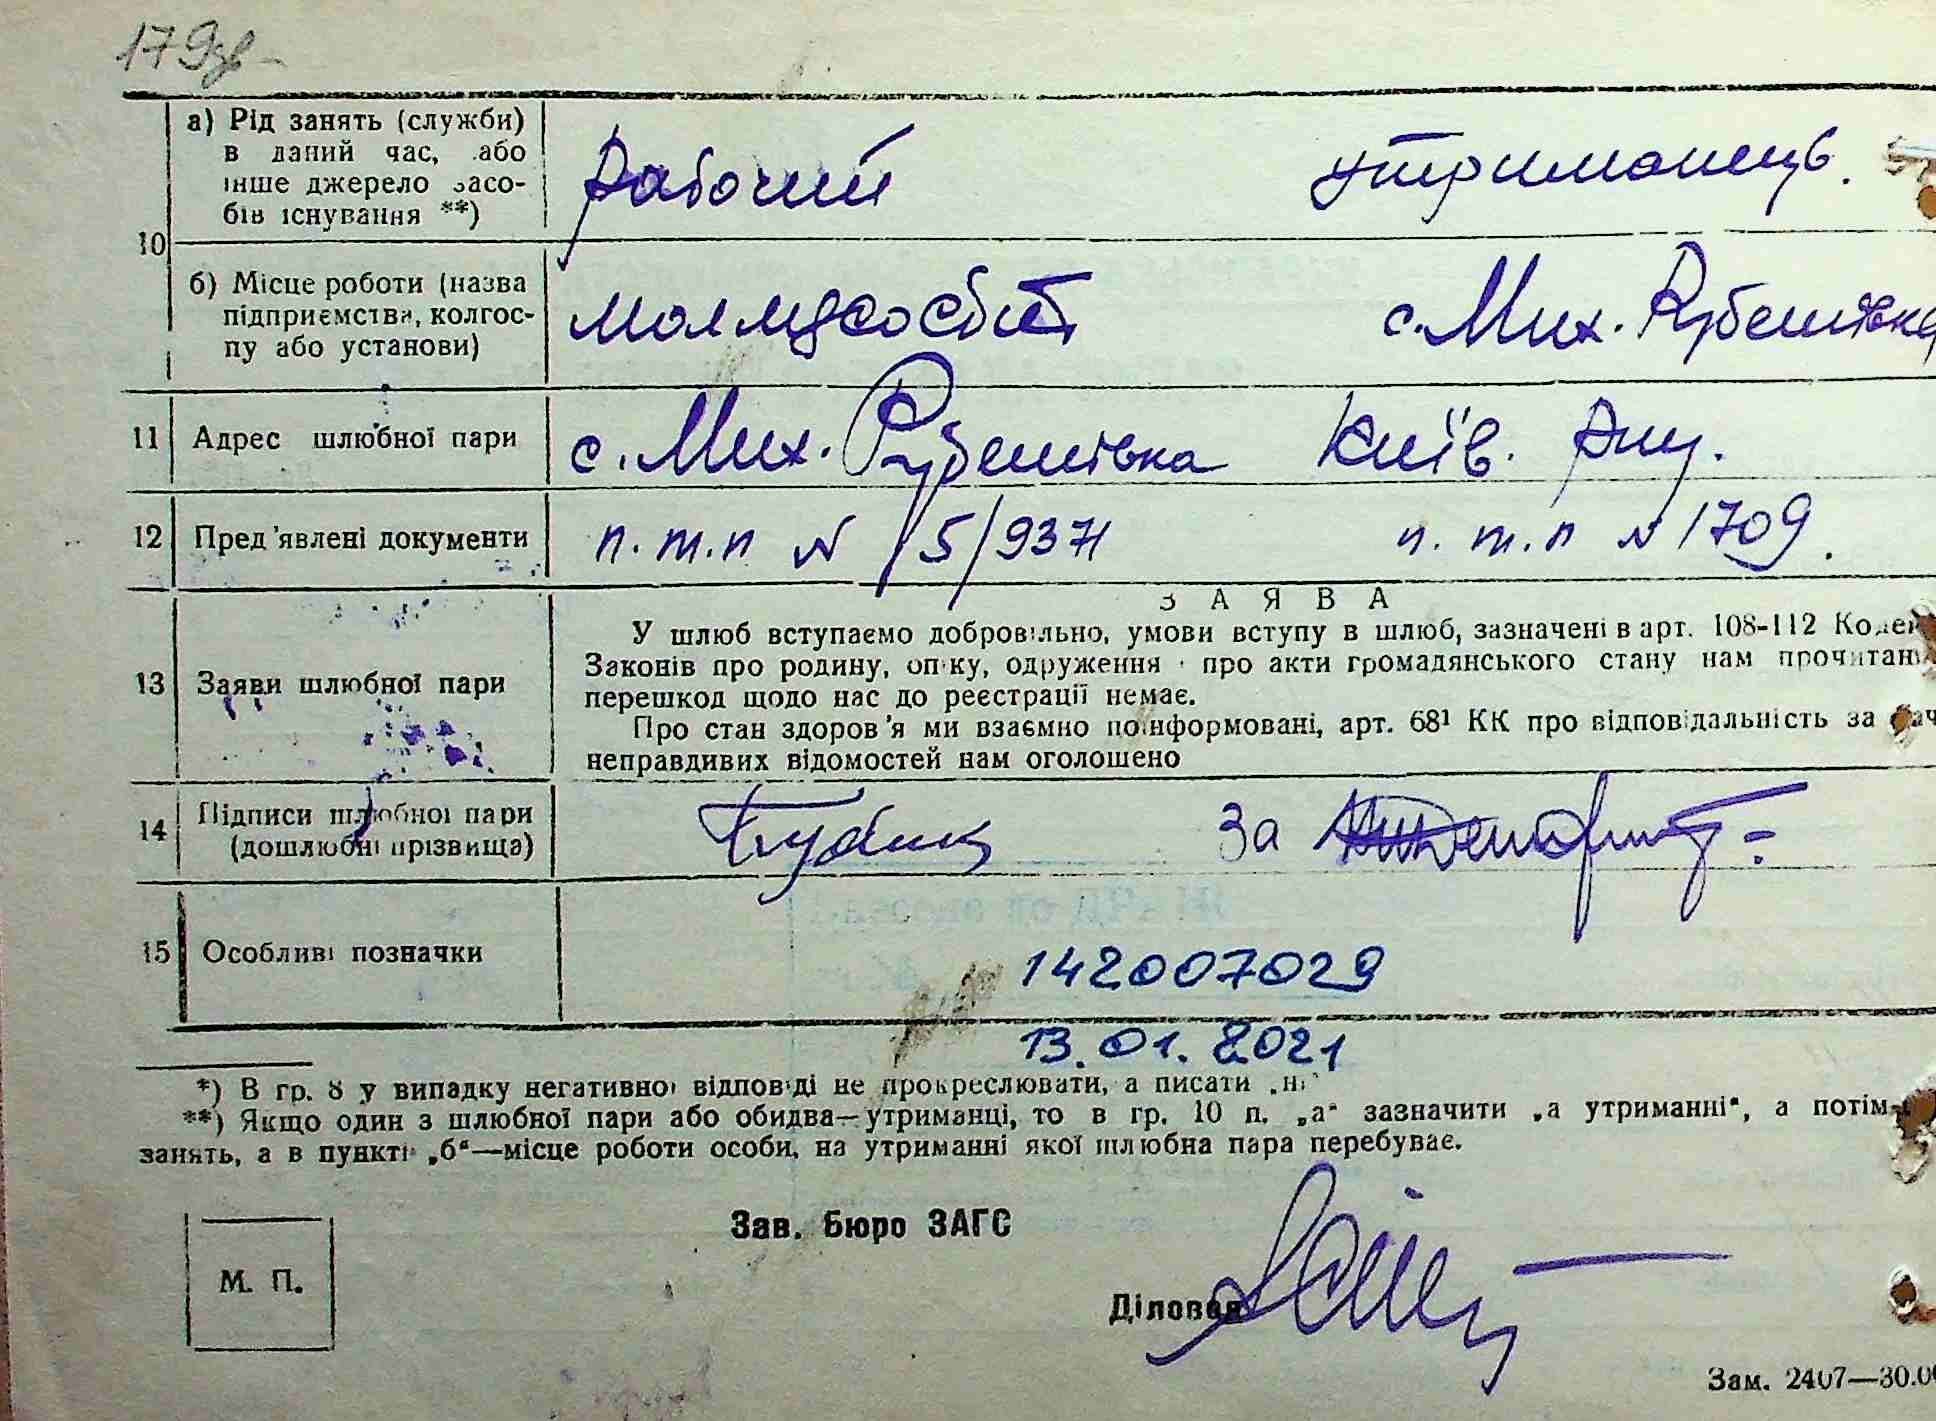 179зв
а) Рід занять (служби) в даний час, або інше джерело засобів існування **)
Рабочий
утриманець.
10
б) Місце роботи (назва підприємства, колгоспу або установи)
с. Мих. Рубешівка
11 Адрес шлюбної пари
с. Мих. Рубешівка Київ.
12 Пред'явлені документи
п. т. п N 15/9371 п. т. п N 1709.
ЗАЯВА
13 Заяви шлюбної пари
У шлюб вступаємо добровільно, умови вступу в шлюб, зазначені в арт. 108-112 Кодек
Законів про родину, опіку, одруження і про акти громадянського стану нам прочитані
перешкод щодо нас до реєстрації немає.
Про стан здоров'я ми взаємно поінформовані, арт. 68¹ КК про відповідальність за
неправдивих відомостей нам оголошено
14 Підписи шлюбної пари (дошлюбні прізвища)
За
15 Особливі позначки
142007029
13.01.2021
*) В гр. 8 у випадку негативної відповіді не прокреслювати, а писати „ні"
**) Якщо один з шлюбної пари або обидва—утриманці, то в гр. 10 п. „а" зазначити „а утриманні", а потім
занять, а в пункті „б"—місце роботи особи, на утриманні якої шлюбна пара перебуває.
Зав. Бюро ЗАГС
М. П.
Діловод
Зам. 2407—30.0